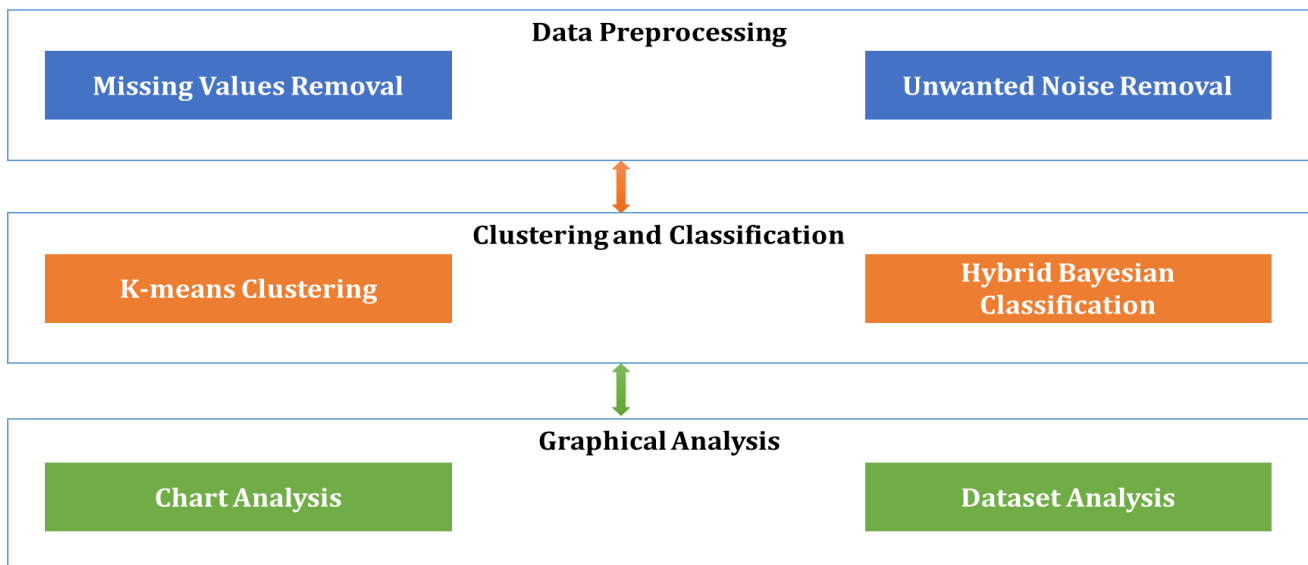 Data Preprocessing
Missing Values Removal
Unwanted Noise Removal
Clustering and Classification
K-means Clustering
Hybrid Bayesian
Classification
Graphical Analysis
Chart Analysis
Dataset Analysis